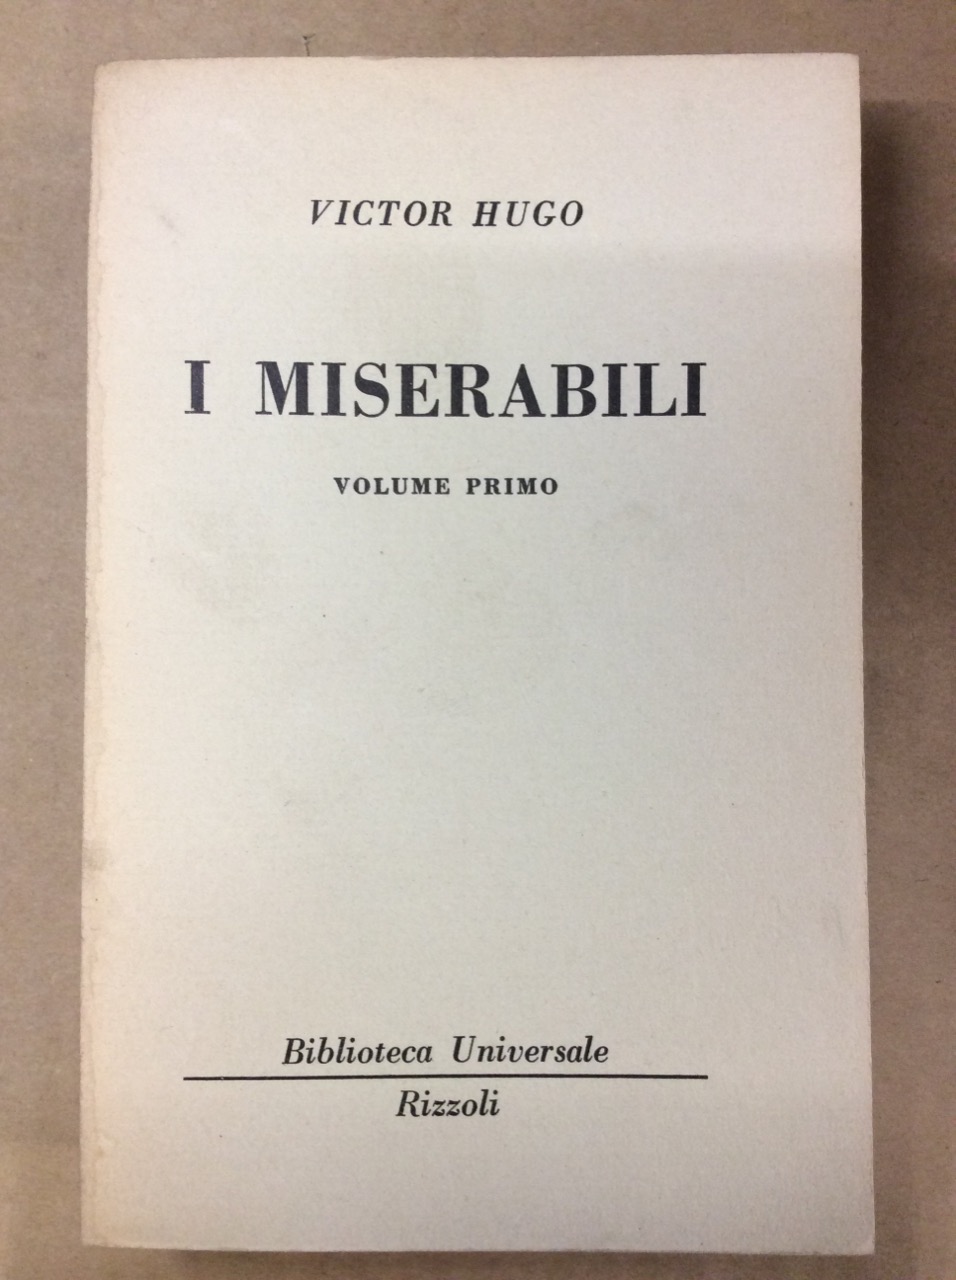 VICTOR HUGO
I MISERABILI
VOLUME PRIMO
Biblioteca Universale
Rizzoli